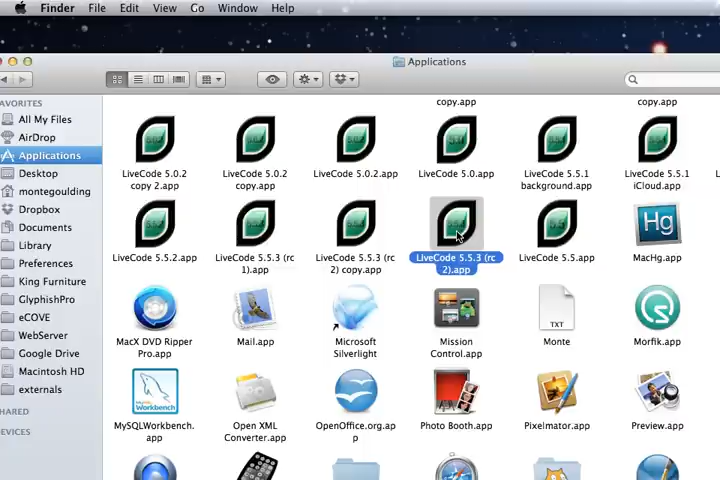 Finder File Edit View Go Window Help
Applications
FAVORITES
All My Files
AirDrop
Applications
Desktop
montegoulding
Dropbox
Documents
Library
Preferences
King Furniture
GlyphishPro
eCOVE
WebServer
Google Drive
Macintosh HD
externals
HARED
EVICES
copy.app
copy.app
LiveCode 5.0.2
copy 2.app
LiveCode 5.0.2
copy.app
LiveCode 5.0.2.app
LiveCode 5.0.app
LiveCode 5.5.1
background.app
LiveCode 5.5.1
iCloud.app
LiveCode 5.5.2.app
LiveCode 5.5.3 (rc
1).app
LiveCode 5.5.3 (rc
2) copy.app
LiveCode 5.5.3 (rc
2).app
LiveCode 5.5.app
Hg
MacHg.app
MacX DVD Ripper
Pro.app
Mail.app
Microsoft
Silverlight
Mission
Control.app
TXT
Monte
Morfik.app
MySQL
Workbench
MySQLWorkbench.
app
Open XML
Converter.app
OpenOffice.org.ap
p
Photo Booth.app
Pixelmator.app
Preview.app